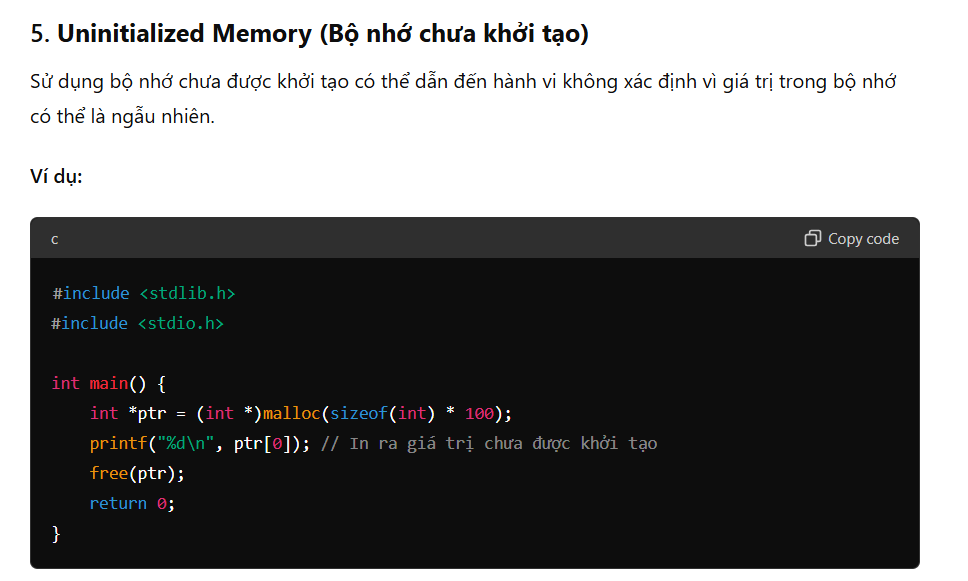 5. Uninitialized Memory (Bộ nhớ chưa khởi tạo)
Sử dụng bộ nhớ chưa được khởi tạo có thể dẫn đến hành vi không xác định vì giá trị trong bộ nhớ
có thể là ngẫu nhiên.
Ví dụ:
c
Copy code
#include <stdlib.h>
#include <stdio.h>
int main() {
    int *ptr = (int *)malloc(sizeof(int) * 100);
    printf("%d\n", ptr[0]); // In ra giá trị chưa được khởi tạo
    free(ptr);
    return 0;
}